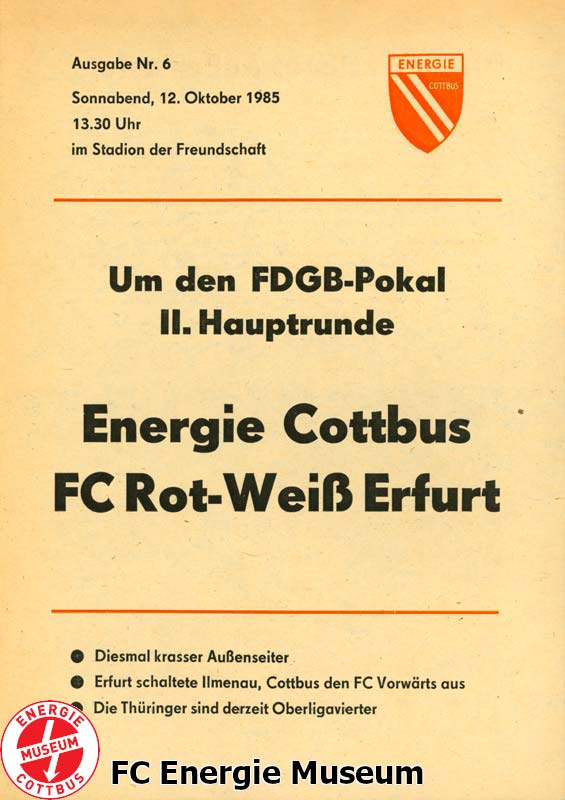 Ausgabe Nr. 6
Sonnabend, 12. Oktober 1985
13.30 Uhr
im Stadion der Freundschaft
ENERGIE
COTTBUS
Um den FDGB-Pokal
II. Hauptrunde
Energie Cottbus
FC Rot-Weiß Erfurt
Diesmal krasser Außenseiter
Erfurt schaltete Ilmenau, Cottbus den FC Vorwärts aus
Die Thüringer sind derzeit Oberligavierter
ENERGIE
MUSEUM
COTTBUS
FC Energie Museum